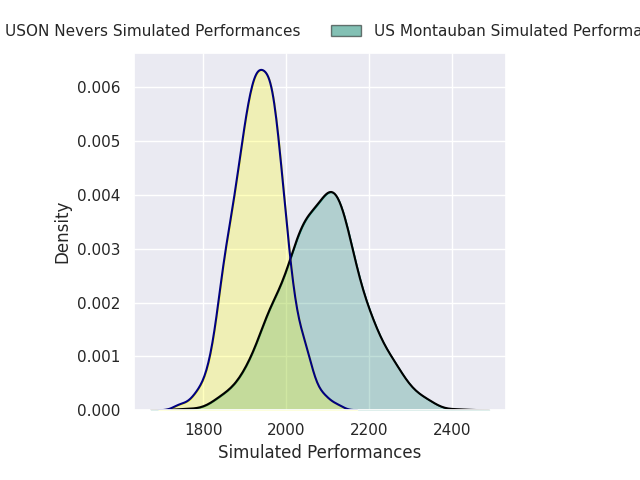 USON Nevers Simulated Performances
US Montauban Simulated Performa
0.006
0.005
0.004
0.003
0.002
0.001
0.000
Density
1800 2000 2200 2400
Simulated Performances